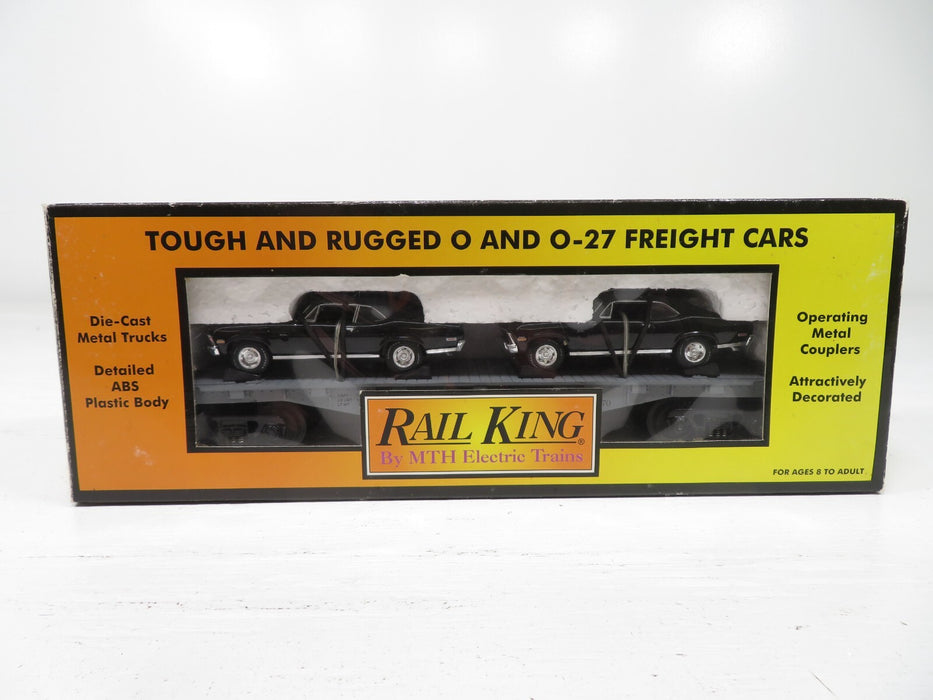 TOUGH AND RUGGED O AND O-27 FREIGHT CARS
Die-Cast
Metal Trucks
Detailed
ABS
Plastic Body
Operating
Metal
Couplers
Attractively
Decorated
RAIL KING®
By MTH Electric Trains
FOR AGES 8 TO ADULT